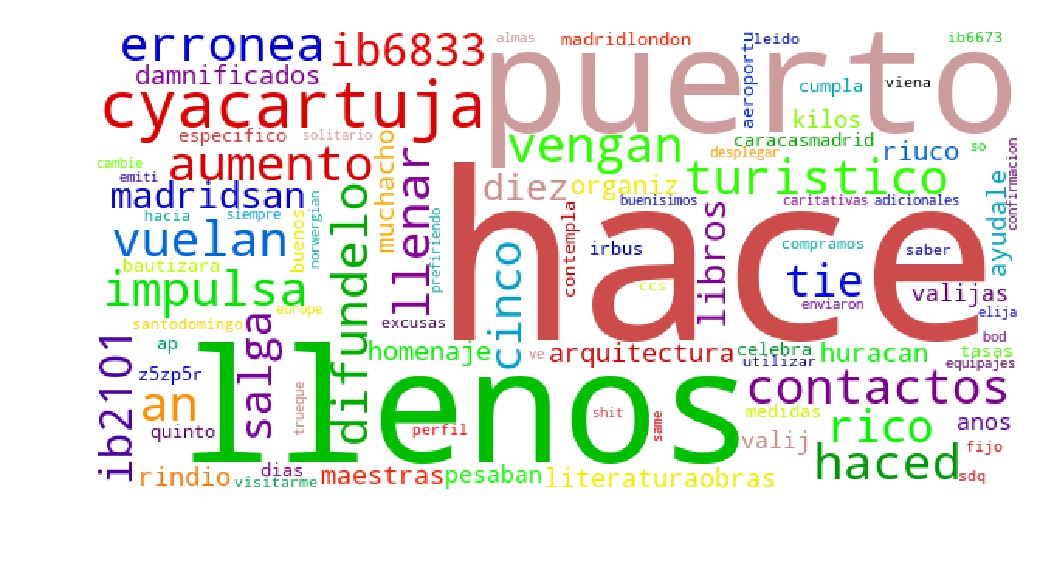 erronea
ib6833
almas
madridlondon
aeroportu
leido
ib6673
damnificados
puerto
cumpla
viena
cyacartuja
kilos
especifico
solitario
muchacho
vengan
caracasmadrid
cambie
aumento
llenar
desplegar
riuco
so
confirmacion
emiti
madridsan
difundelo
diez
organiz
turistico
hace
ayudale
hacia
siempre
buenos
norwergian
prefiriendo
contempla
buenisimos
libros
caritativas
adicionales
vuelan
cinco
irbus
compramos
saber
bautizara
impulsa
ccs
tie
valijas
europe
enviaron
elija
santodomingo
salga
excusas
bod
ib2101
ap
llenos
homenaje
ve
arquitectura
celebra
huracan
tasas
z5zp5r
utilizar
equipajes
an
trueque
contactos
quinto
perfil
shit
same
medidas
rico
anos
valij
fijo
rindio
dias
visitarme
maestras
pesaban
literaturaobras
haced
sdq